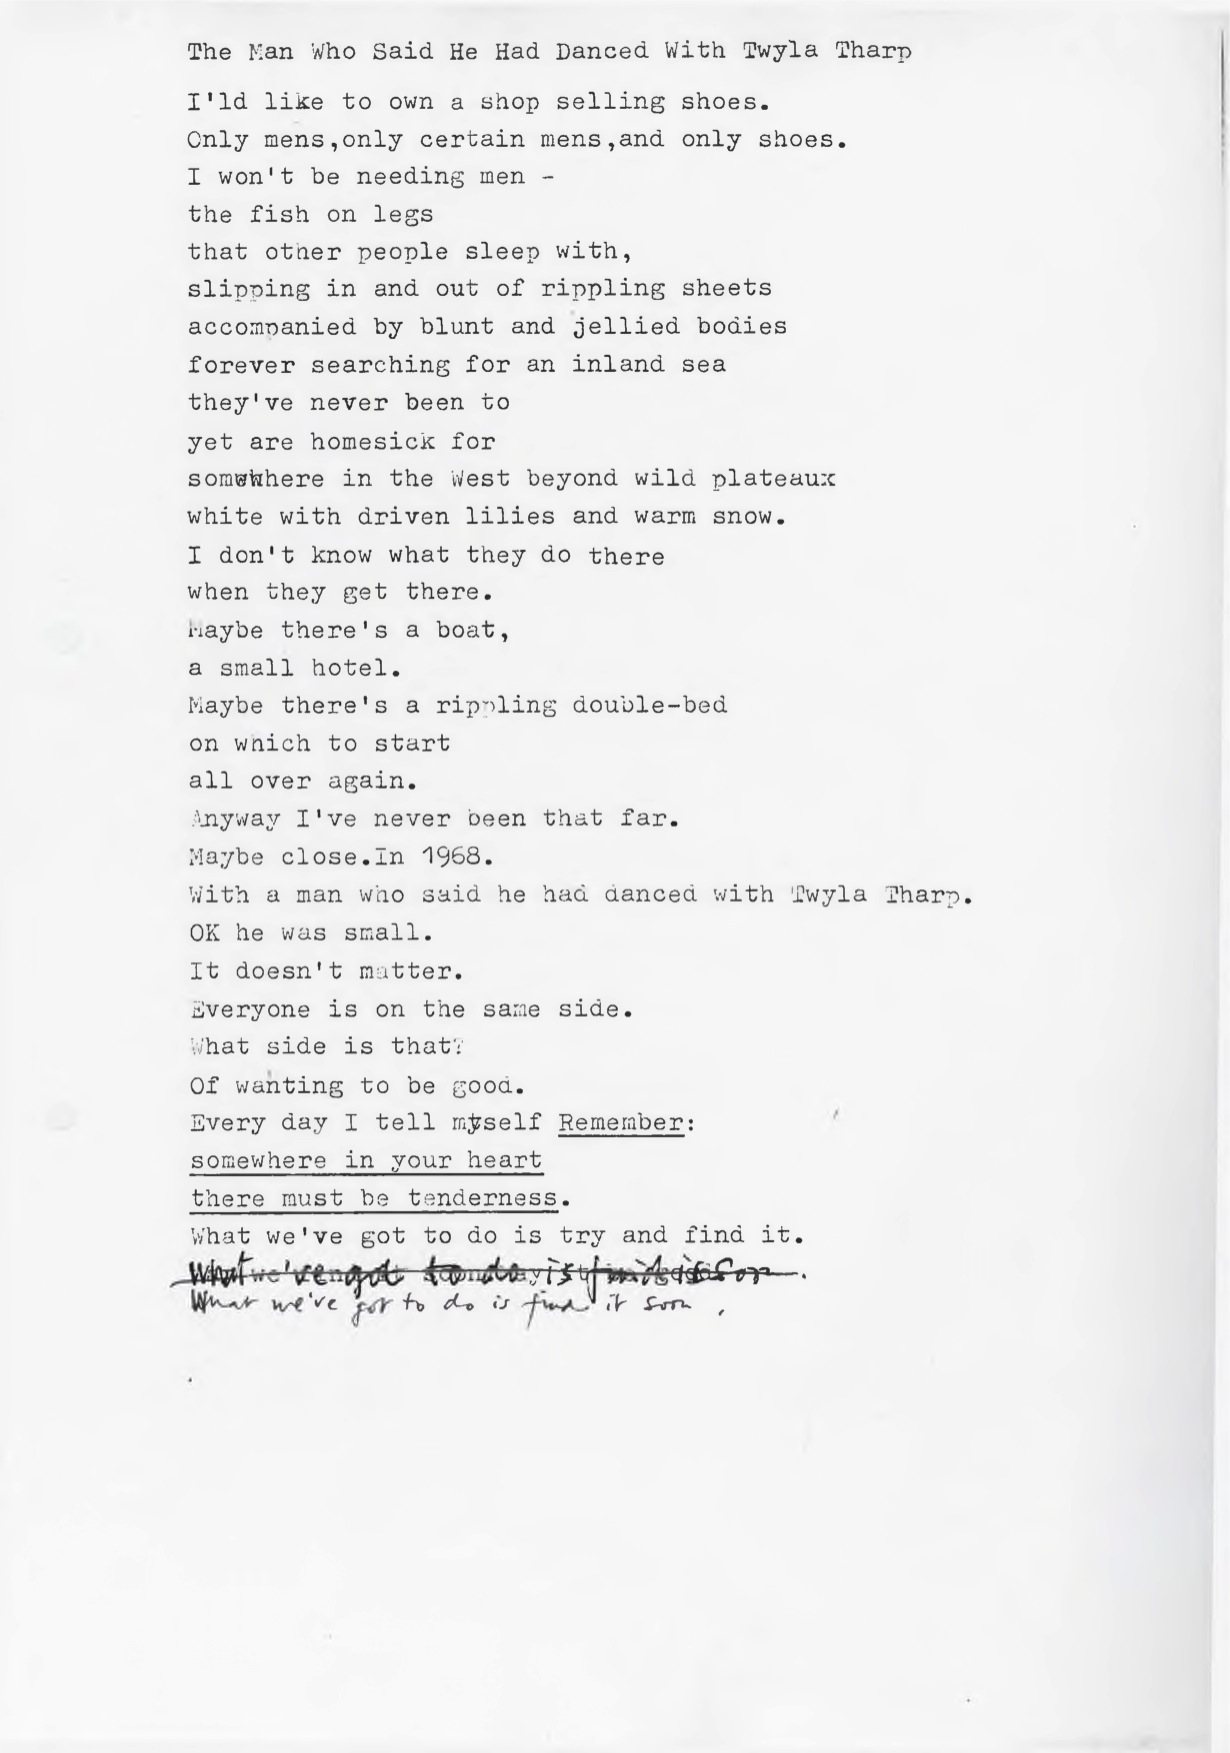 The Man Who Said He Had Danced With Twyla Tharp
I'ld like to own a shop selling shoes.
Only mens,only certain mens,and only shoes.
I won't be needing men -
the fish on legs
that other people sleep with,
slipping in and out of rippling sheets
accompanied by blunt and jellied bodies
forever searching for an inland sea
they've never been to
yet are homesick for
somewhere in the West beyond wild plateaux
white with driven lilies and warm snow.
I don't know what they do there
when they get there.
Maybe there's a boat,
a small hotel.
Maybe there's a rippling double-bed
on which to start
all over again.
Anyway I've never been that far.
Maybe close.In 1968.
With a man who said he had danced with Twyla Tharp.
OK he was small.
It doesn't matter.
Everyone is on the same side.
What side is that?
Of wanting to be good.
Every day I tell myself Remember:
somewhere in your heart
there must be tenderness.
What we've got to do is try and find it.
What we've got to do is find it soon.